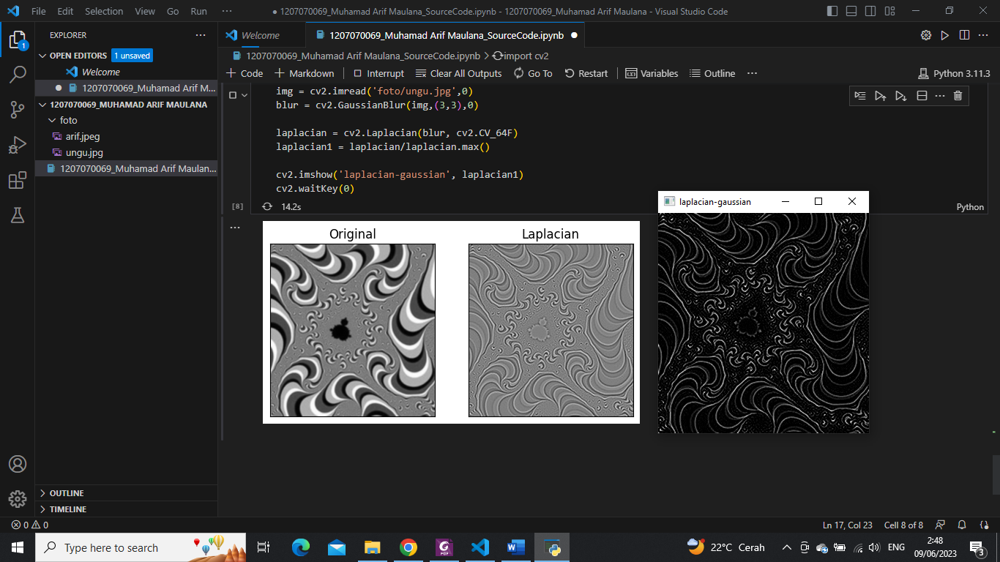 File Edit Selection View Go Run ··· ● 1207070069_Muhamad Arif Maulana_SourceCode.ipynb - 1207070069_Muhamad Arif Maulana - Visual Studio Code
EXPLORER ···
Welcome
1207070069_Muhamad Arif Maulana_SourceCode.ipynb ●
OPEN EDITORS 1 unsaved
1207070069_Muhamad Arif Maulana_SourceCode.ipynb > import cv2
Welcome
+ Code + Markdown Interrupt Clear All Outputs Go To Restart Variables Outline ··· Python 3.11.3
1207070069_Muhamad Arif M...
1207070069_MUHAMAD ARIF MAULANA
foto
arif.jpeg
ungu.jpg
1207070069_Muhamad Arif Maulan...
img = cv2.imread('foto/ungu.jpg',0)
blur = cv2.GaussianBlur(img,(3,3),0)
laplacian = cv2.Laplacian(blur, cv2.CV_64F)
laplacian1 = laplacian/laplacian.max()
cv2.imshow('laplacian-gaussian', laplacian1)
cv2.waitKey(0)
[8] 14.2s Python
laplacian-gaussian
Original Laplacian
OUTLINE
TIMELINE
1
0 0 Ln 17, Col 23 Cell 8 of 8
Type here to search
PDF
22°C Cerah ENG
2:48
09/06/2023
3